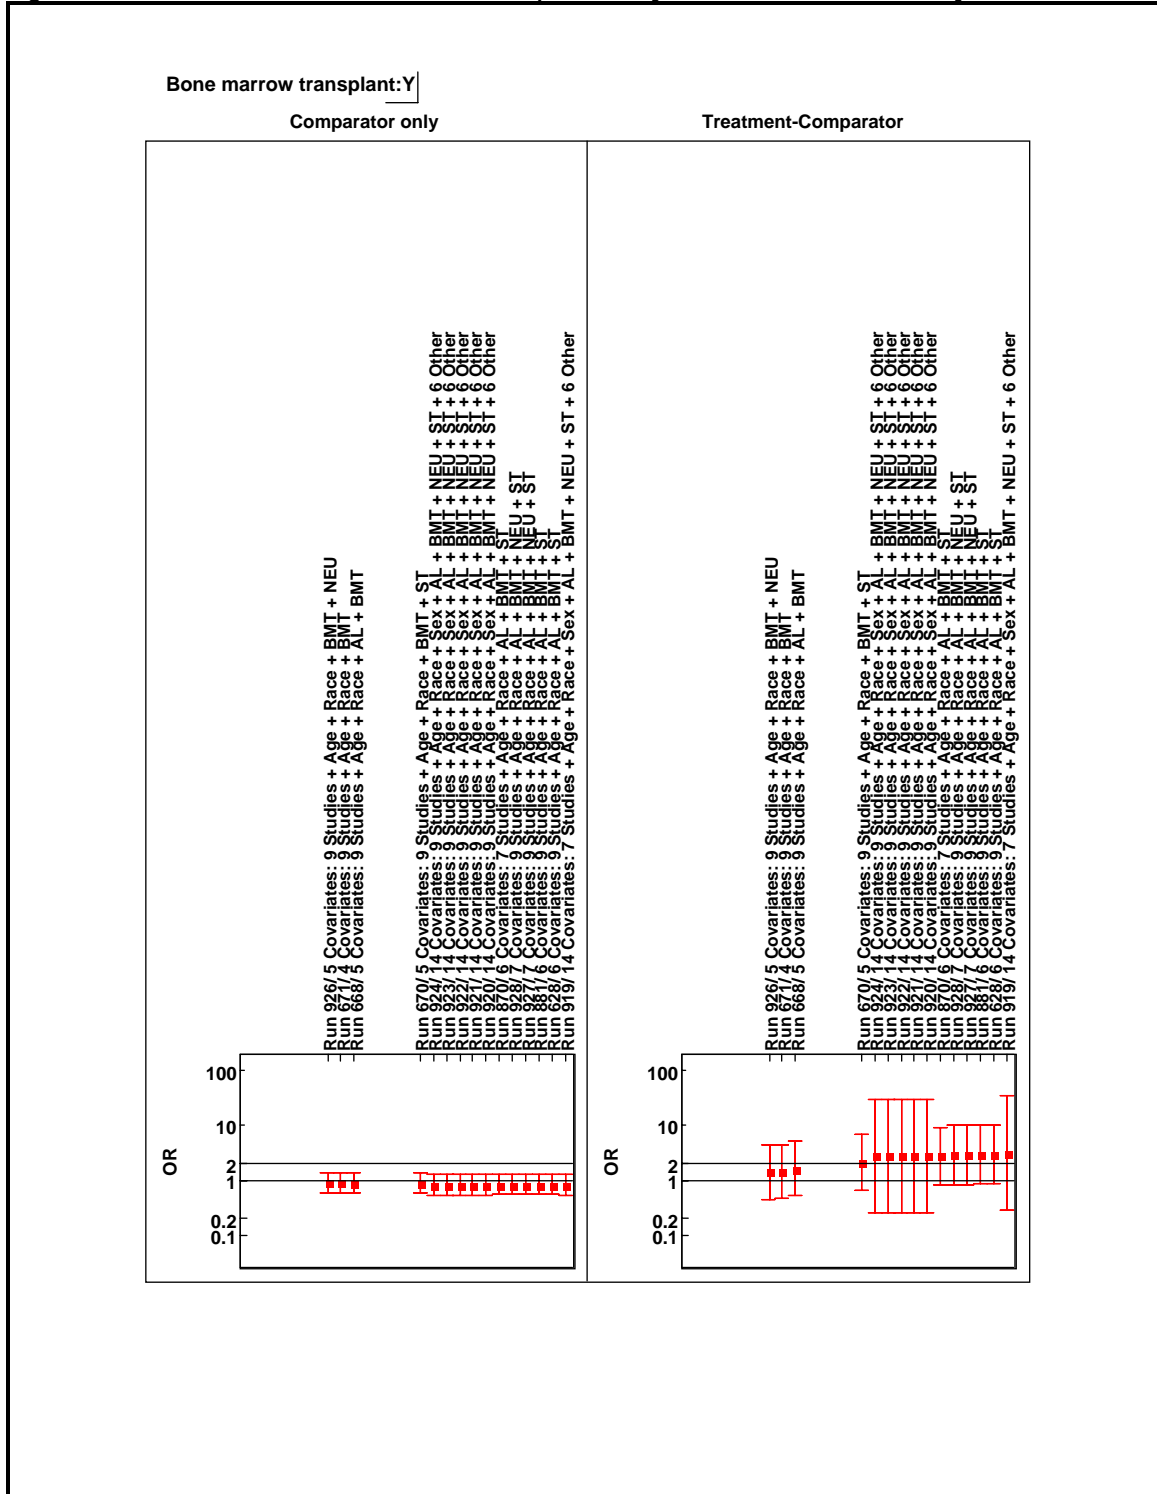 Bone marrow transplant:Y
Comparator only
Treatment-Comparator
Run 926/ 5 Covariates: 9 Studies + Age + Race + BMT + NEU
Run 671/ 4 Covariates: 9 Studies + Age + Race + BMT
Run 668/ 5 Covariates: 9 Studies + Age + Race + AL + BMT
Run 670/ 5 Covariates: 9 Studies + Age + Race + BMT + ST
Run 924/ 14 Covariates: 9 Studies + Age + Race + Sex + AL + BMT + NEU + ST + 6 Other
Run 923/ 14 Covariates: 9 Studies + Age + Race + Sex + AL + BMT + NEU + ST + 6 Other
Run 922/ 14 Covariates: 9 Studies + Age + Race + Sex + AL + BMT + NEU + ST + 6 Other
Run 921/ 14 Covariates: 9 Studies + Age + Race + Sex + AL + BMT + NEU + ST + 6 Other
Run 920/ 14 Covariates: 9 Studies + Age + Race + Sex + AL + BMT + NEU + ST + 6 Other
Run 870/ 6 Covariates: 7 Studies + Age + Race + AL + BMT + ST
Run 928/ 7 Covariates: 9 Studies + Age + Race + AL + BMT + NEU + ST
Run 927/ 7 Covariates: 9 Studies + Age + Race + AL + BMT + NEU + ST
Run 881/ 6 Covariates: 9 Studies + Age + Race + AL + BMT + ST
Run 628/ 6 Covariates: 9 Studies + Age + Race + AL + BMT + ST
Run 919/ 14 Covariates: 7 Studies + Age + Race + Sex + AL + BMT + NEU + ST + 6 Other
OR
100
10
2
1
0.2
0.1
Run 926/ 5 Covariates: 9 Studies + Age + Race + BMT + NEU
Run 671/ 4 Covariates: 9 Studies + Age + Race + BMT
Run 668/ 5 Covariates: 9 Studies + Age + Race + AL + BMT
Run 670/ 5 Covariates: 9 Studies + Age + Race + BMT + ST
Run 924/ 14 Covariates: 9 Studies + Age + Race + Sex + AL + BMT + NEU + ST + 6 Other
Run 923/ 14 Covariates: 9 Studies + Age + Race + Sex + AL + BMT + NEU + ST + 6 Other
Run 922/ 14 Covariates: 9 Studies + Age + Race + Sex + AL + BMT + NEU + ST + 6 Other
Run 921/ 14 Covariates: 9 Studies + Age + Race + Sex + AL + BMT + NEU + ST + 6 Other
Run 920/ 14 Covariates: 9 Studies + Age + Race + Sex + AL + BMT + NEU + ST + 6 Other
Run 870/ 6 Covariates: 7 Studies + Age + Race + AL + BMT + ST
Run 928/ 7 Covariates: 9 Studies + Age + Race + AL + BMT + NEU + ST
Run 927/ 7 Covariates: 9 Studies + Age + Race + AL + BMT + NEU + ST
Run 881/ 6 Covariates: 9 Studies + Age + Race + AL + BMT + ST
Run 628/ 6 Covariates: 9 Studies + Age + Race + AL + BMT + ST
Run 919/ 14 Covariates: 7 Studies + Age + Race + Sex + AL + BMT + NEU + ST + 6 Other
OR
100
10
2
1
0.2
0.1